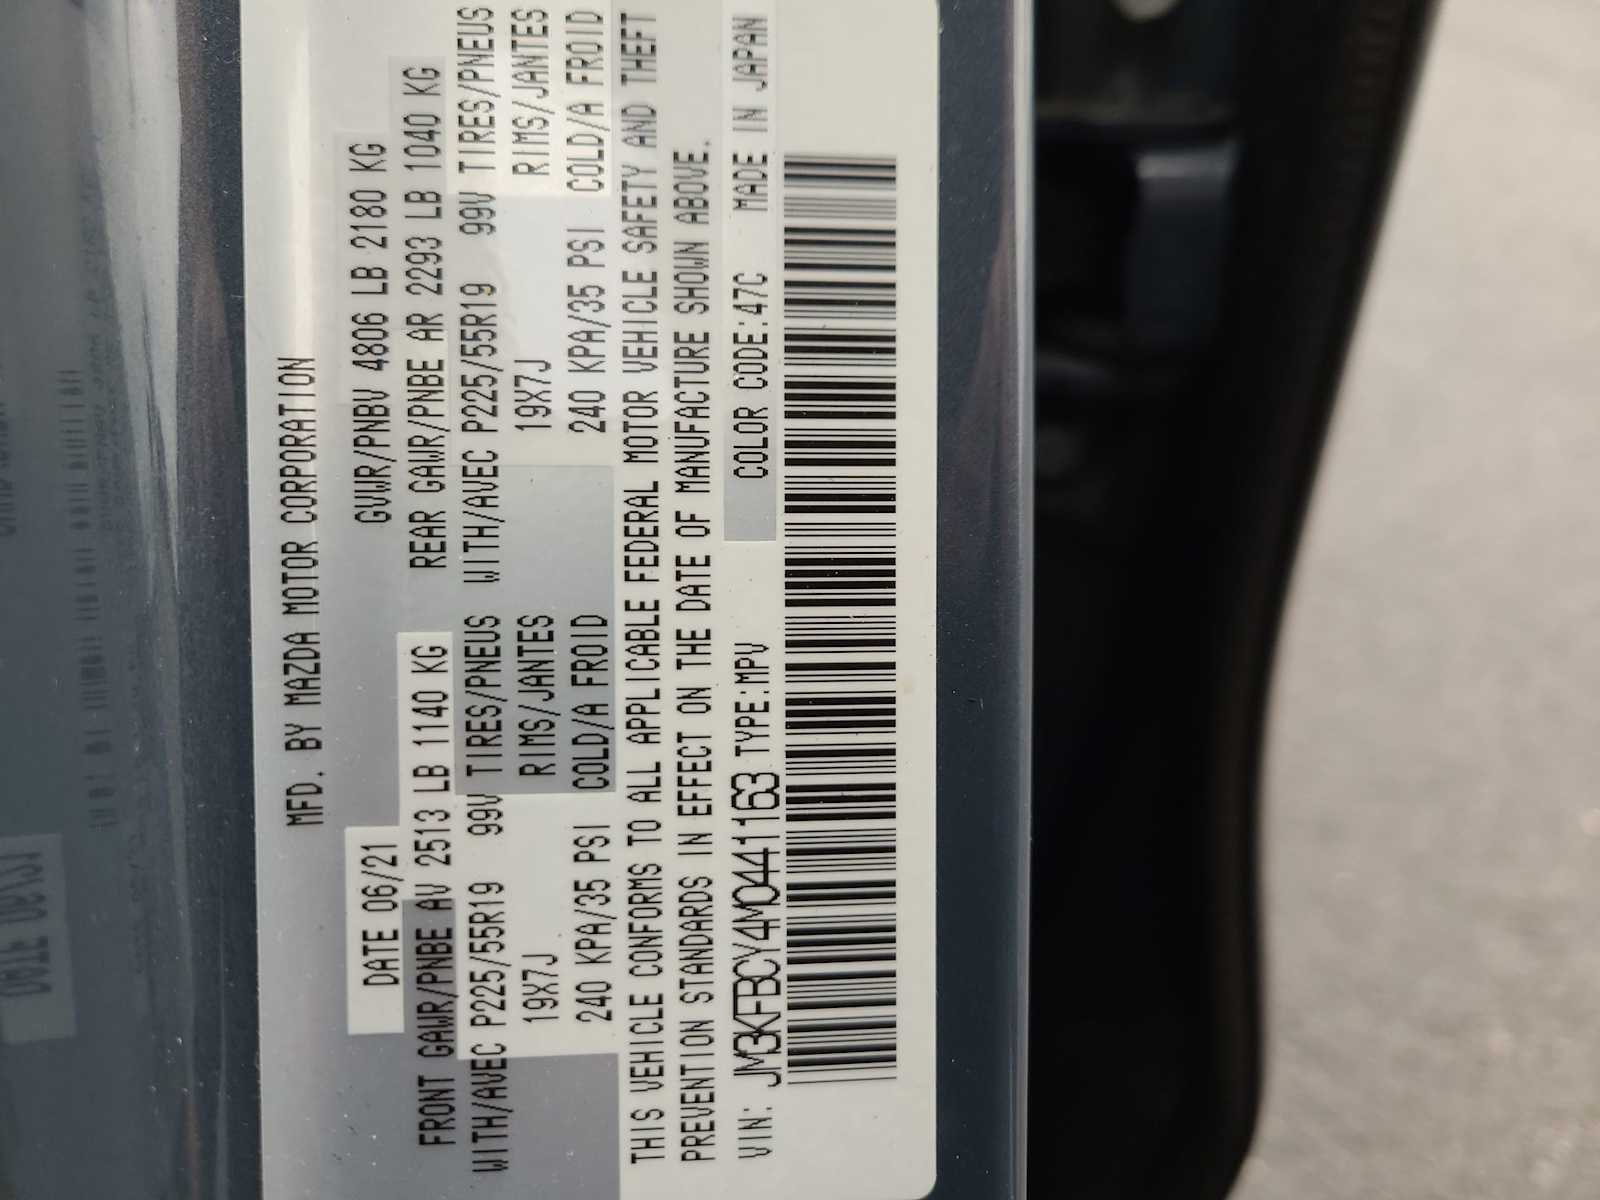 MFD. BY MAZDA MOTOR CORPORATION
DATE 06/21 GVWR/PNBV 4806 LB 2180 KG
FRONT GAWR/PNBE AV 2513 LB 1140 KG REAR GAWR/PNBE AR 2293 LB 1040 KG
WITH/AVEC P225/55R19 99V TIRES/PNEUS WITH/AVEC P225/55R19 99V TIRES/PNEUS
19X7J RIMS/JANTES 19X7J RIMS/JANTES
240 KPA/35 PSI COLD/A FROID 240 KPA/35 PSI COLD/A FROID
THIS VEHICLE CONFORMS TO ALL APPLICABLE FEDERAL MOTOR VEHICLE SAFETY AND THEFT
PREVENTION STANDARDS IN EFFECT ON THE DATE OF MANUFACTURE SHOWN ABOVE.
VIN: JM3KFBCY4M0441163 TYPE:MPV COLOR CODE:47C MADE IN JAPAN